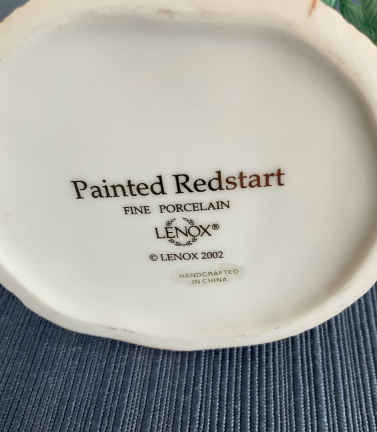 Painted Redstart
FINE PORCELAIN
LENOX®
© LENOX 2002
HANDCRAFTED
IN CHINA